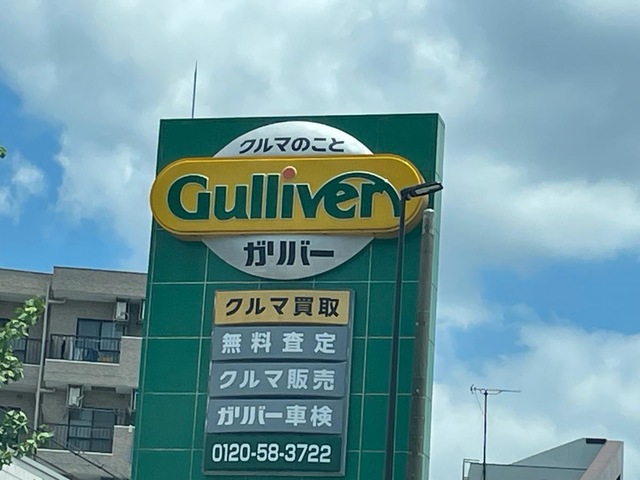 クルマのこと
Gulliver
ガリバー
クルマ買取
無料査定
クルマ販売
ガリバー車検
0120-58-3722